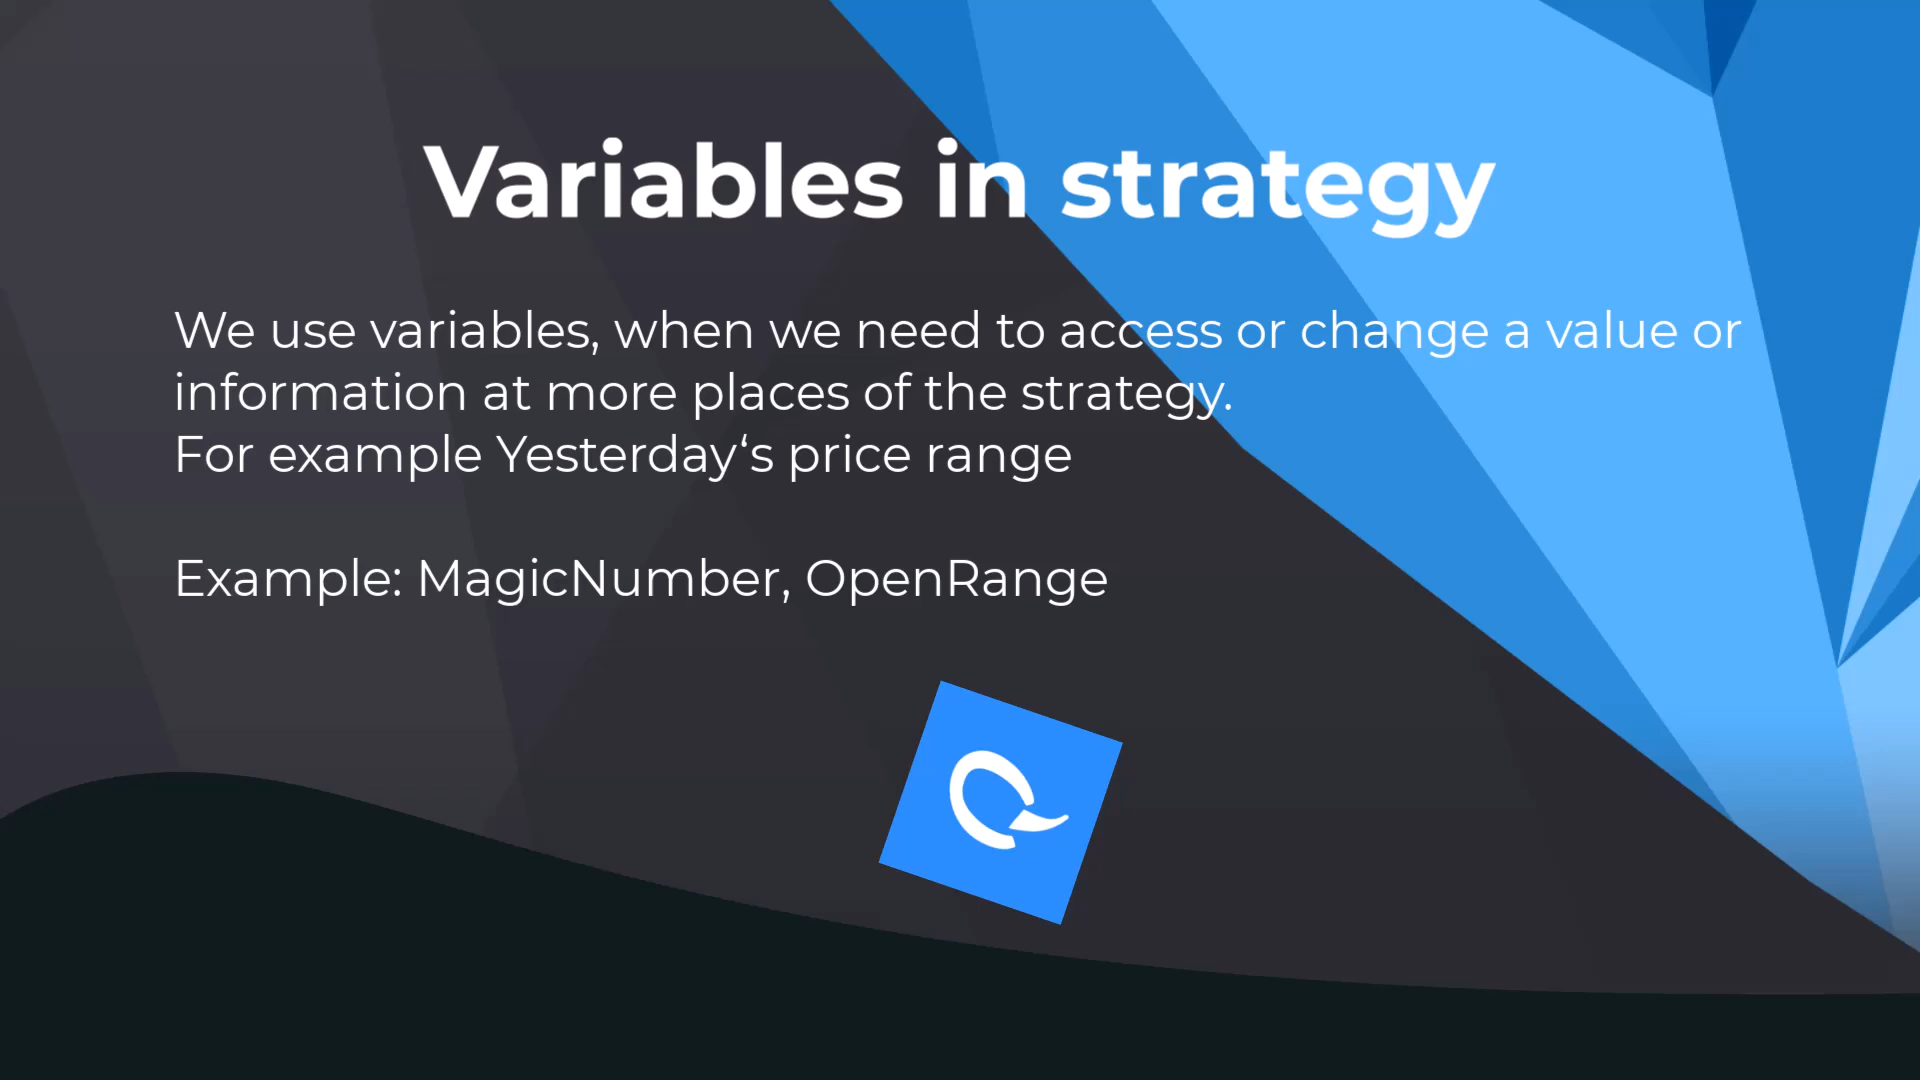 Variables in strategy
We use variables, when we need to access or change a value or
information at more places of the strategy.
For example Yesterday‘s price range
Example: MagicNumber, OpenRange